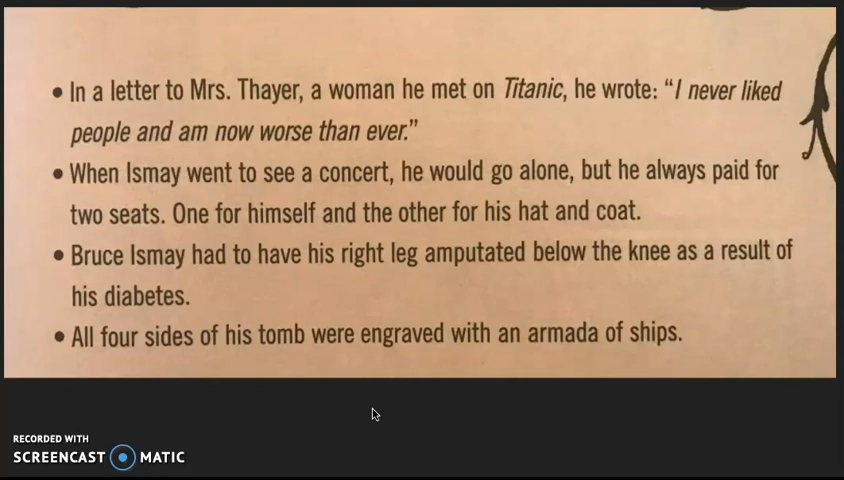 • In a letter to Mrs. Thayer, a woman he met on Titanic, he wrote: “I never liked
people and am now worse than ever.”
• When Ismay went to see a concert, he would go alone, but he always paid for
two seats. One for himself and the other for his hat and coat.
• Bruce Ismay had to have his right leg amputated below the knee as a result of
his diabetes.
• All four sides of his tomb were engraved with an armada of ships.
RECORDED WITH
SCREENCAST MATIC